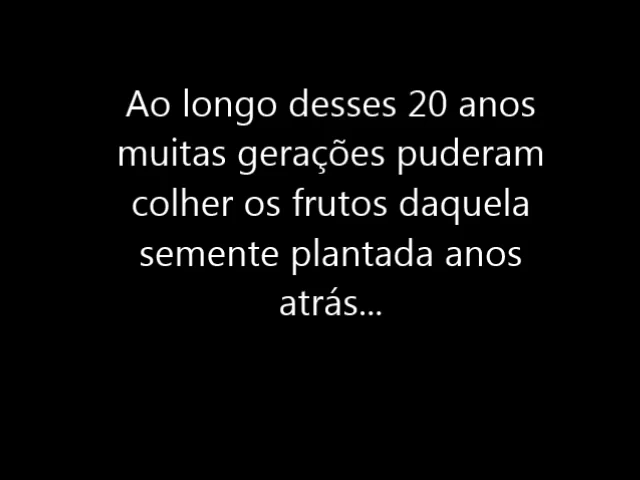 Ao longo desses 20 anos
muitas gerações puderam
colher os frutos daquela
semente plantada anos
atrás...